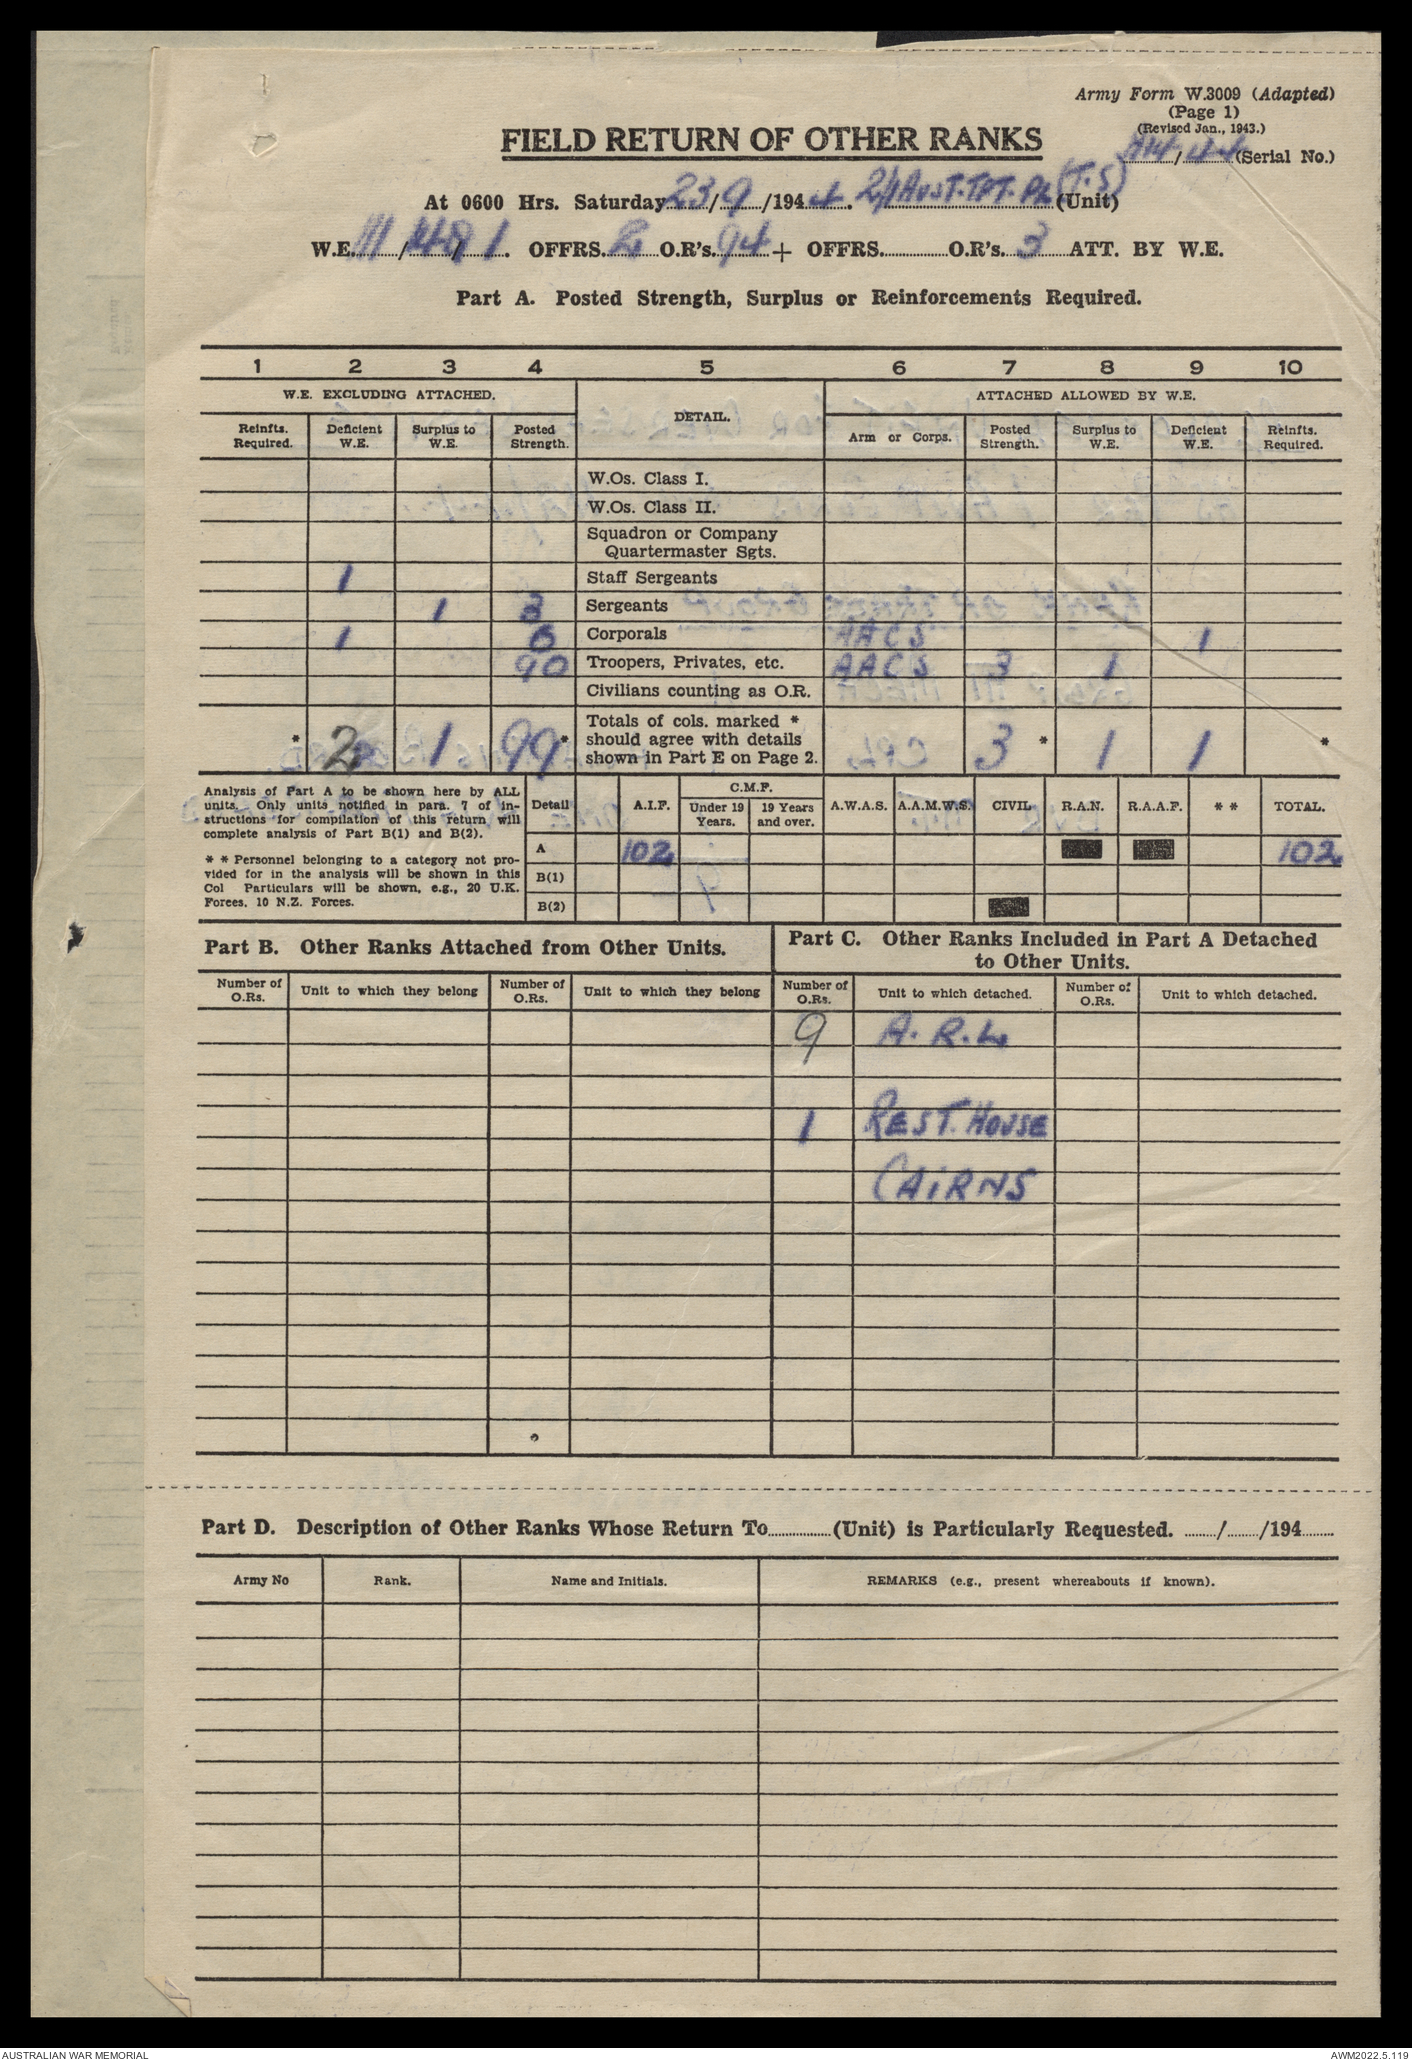 Army Form W.3009 (Adapted)
(Page 1)
(Revised Jan., 1943.)
FIELD RETURN OF OTHER RANKS
/44 (Serial No.)
At 0600 Hrs. Saturday 23/9/1944. 2/1 AUST. TPT. PL (T.S) (Unit)
W.E. III/ / 1. OFFRS. 2 O.R's. 94 + OFFRS. O.R's. 3 ATT. BY W.E.
Part A. Posted Strength, Surplus or Reinforcements Required.
1 2 3 4 5 6 7 8 9 10
W.E. EXCLUDING ATTACHED. DETAIL. ATTACHED ALLOWED BY W.E.
Reinfts. Required. Deficient W.E. Surplus to W.E. Posted Strength. Arm or Corps. Posted Strength. Surplus to W.E. Deficient W.E. Reinfts. Required.
W.Os. Class I.
W.Os. Class II.
Squadron or Company
Quartermaster Sgts.
1 Staff Sergeants
1 3 Sergeants
1 6 Corporals AACS 1
90 Troopers, Privates, etc. AACS 3 1
Civilians counting as O.R.
* 2 1 99* Totals of cols. marked * should agree with details shown in Part E on Page 2. 3 * 1 1 *
Analysis of Part A to be shown here by ALL
units. Only units notified in para. 7 of in-
structions for compilation of this return will
complete analysis of Part B(1) and B(2).
* * Personnel belonging to a category not pro-
vided for in the analysis will be shown in this
Col Particulars will be shown, e.g., 20 U.K.
Forces, 10 N.Z. Forces.
Detail A.I.F. C.M.F. Under 19 Years. 19 Years and over. A.W.A.S. A.A.M.W.S. CIVIL R.A.N. R.A.A.F. * * TOTAL.
A 102 102
B(1)
B(2)
Part B. Other Ranks Attached from Other Units.
Part C. Other Ranks Included in Part A Detached
to Other Units.
Number of O.Rs. Unit to which they belong Number of O.Rs. Unit to which they belong Number of O.Rs. Unit to which detached. Number of O.Rs. Unit to which detached.
9 A.R.L.
1 REST. HOUSE
CAIRNS
Part D. Description of Other Ranks Whose Return To (Unit) is Particularly Requested. / /194
Army No Rank. Name and Initials. REMARKS (e.g., present whereabouts if known).
AUSTRALIAN WAR MEMORIAL
AWM2022.5.119